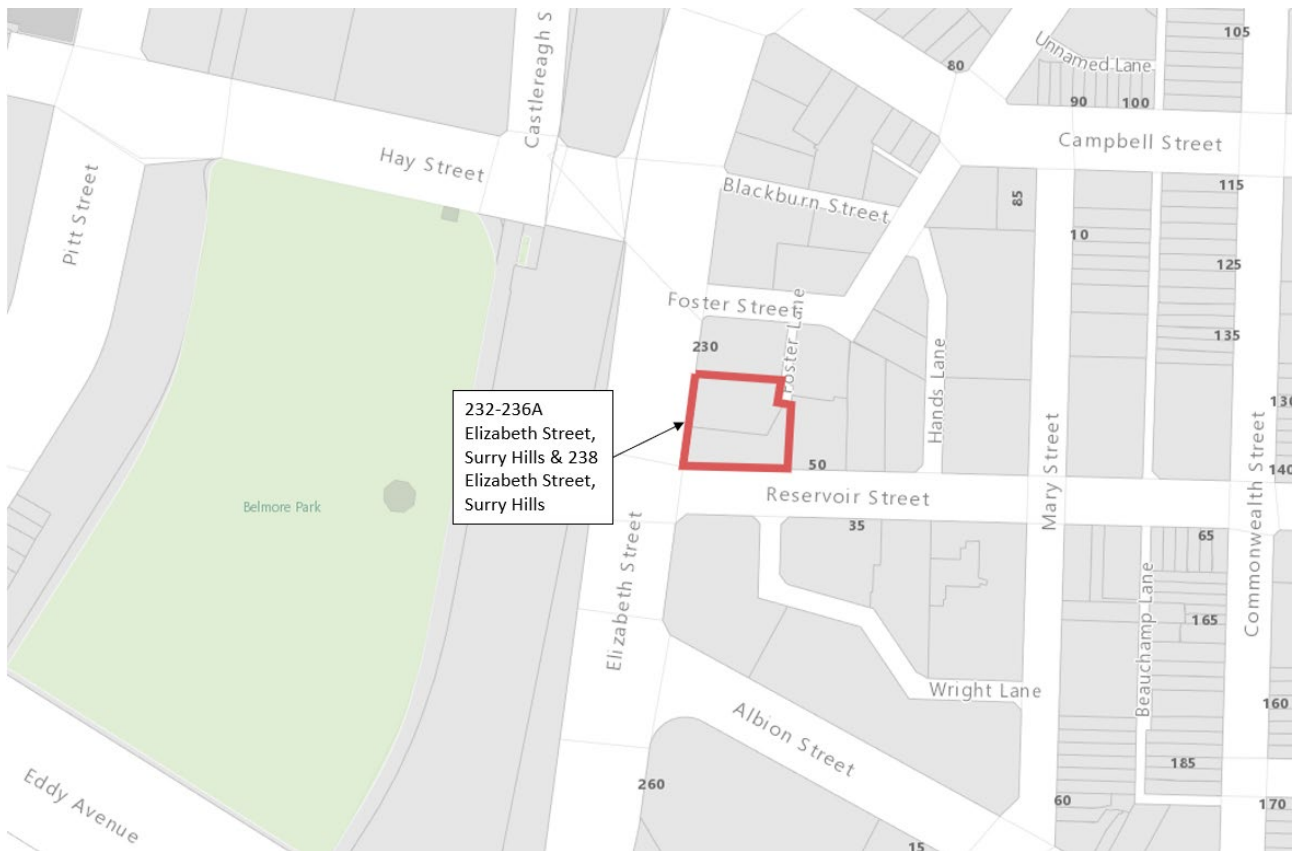 Castlereagh S
105
Unnamed Lane
80
90
100
Campbell Street
Hay Street
Pitt Street
85
115
Blackburn Street
10
125
Foster Street
Foster Lane
135
230
Hands Lane
232-236A
Elizabeth Street,
Surry Hills & 238
Elizabeth Street,
Surry Hills
130
50
140
Reservoir Street
Mary Street
Commonwealth Street
Belmore Park
35
65
Elizabeth Street
Beauchamp Lane
165
Wright Lane
160
Albion Street
185
Eddy Avenue
260
60
170
15